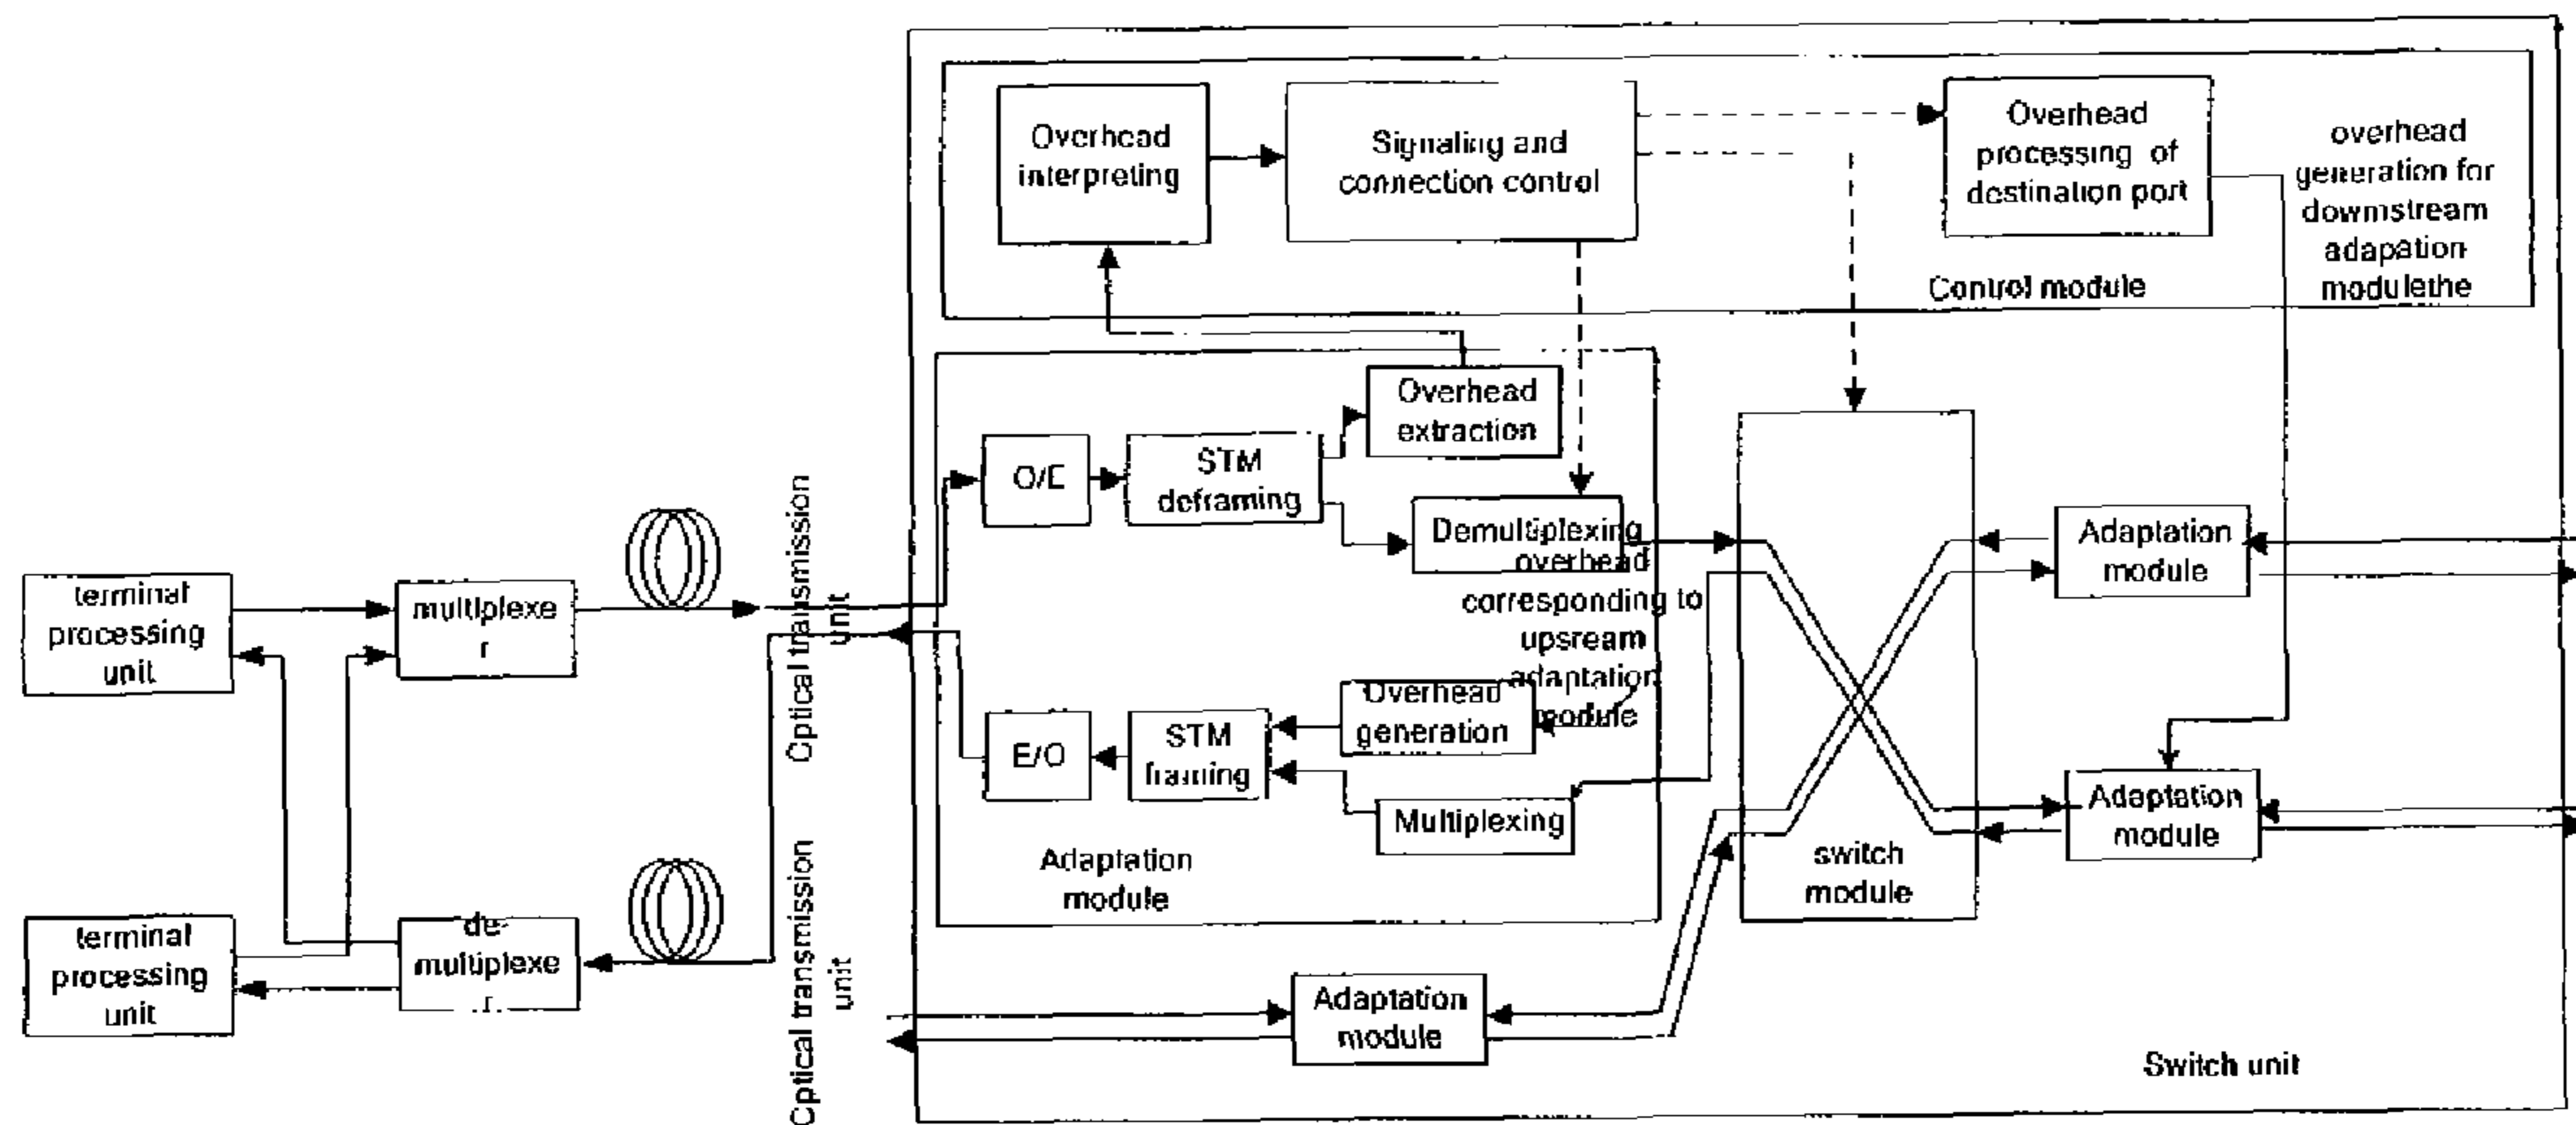 Overhead
interpreting
Signaling and
connection control
Overhead
processing of
destination port
overhead
generation for
downstream
adapation
modulethe
Control module
Overhead
extraction
O/E
STM
deframing
Demultiplexing
overhead
corresponding to
upsream
adaptation
module
Overhead
generation
E/O
STM
framing
Multiplexing
Adaptation
module
switch
module
Adaptation
module
Adaptation
module
Adaptation
module
Switch unit
terminal
processing
unit
multiplexe
r
Optical transmission
unit
terminal
processing
unit
de-
multiplexe
r
Optical transmission
unit